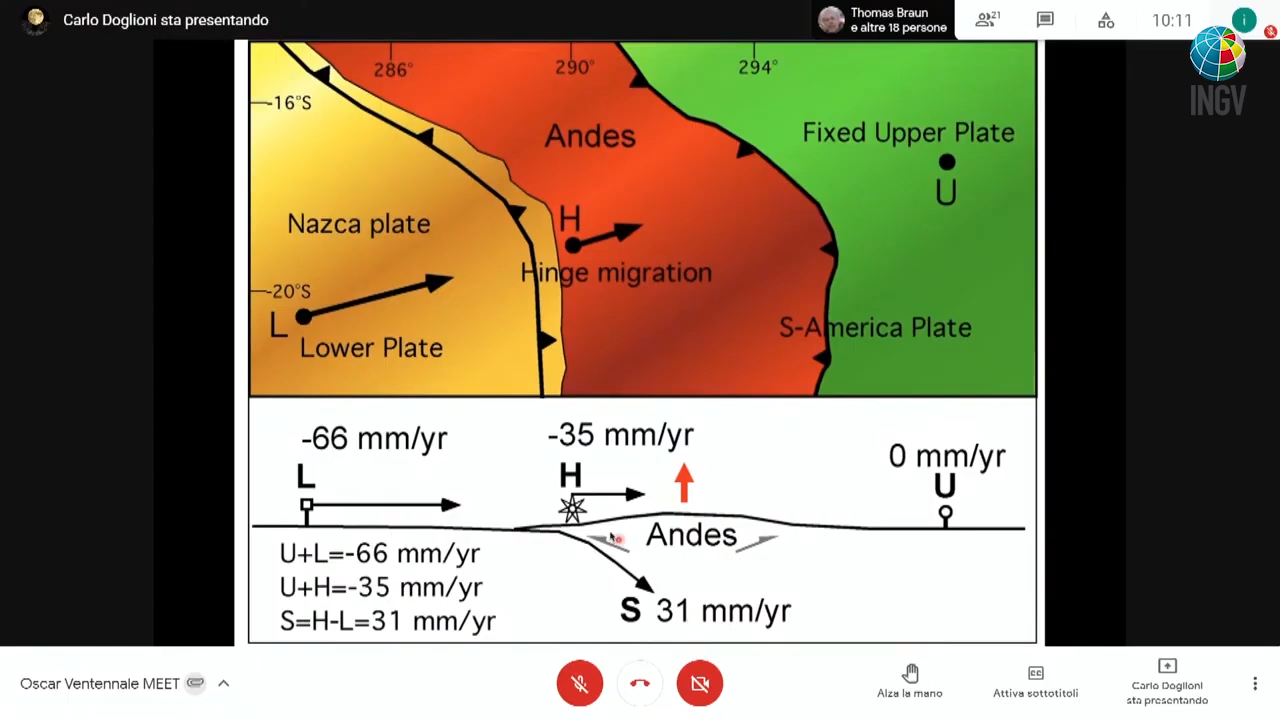 Carlo Doglioni sta presentando
Thomas Braun
e altre 18 persone
21
10:11
i
INGV
286°
290°
294°
-16°S
Andes
Fixed Upper Plate
U
Nazca plate
H
Hinge migration
-20°S
L
Lower Plate
S-America Plate
-66 mm/yr
-35 mm/yr
0 mm/yr
L
H
U
Andes
U+L=-66 mm/yr
U+H=-35 mm/yr
S=H-L=31 mm/yr
S 31 mm/yr
Oscar Ventennale MEET
Alza la mano
CC
Attiva sottotitoli
Carlo Doglioni
sta presentando